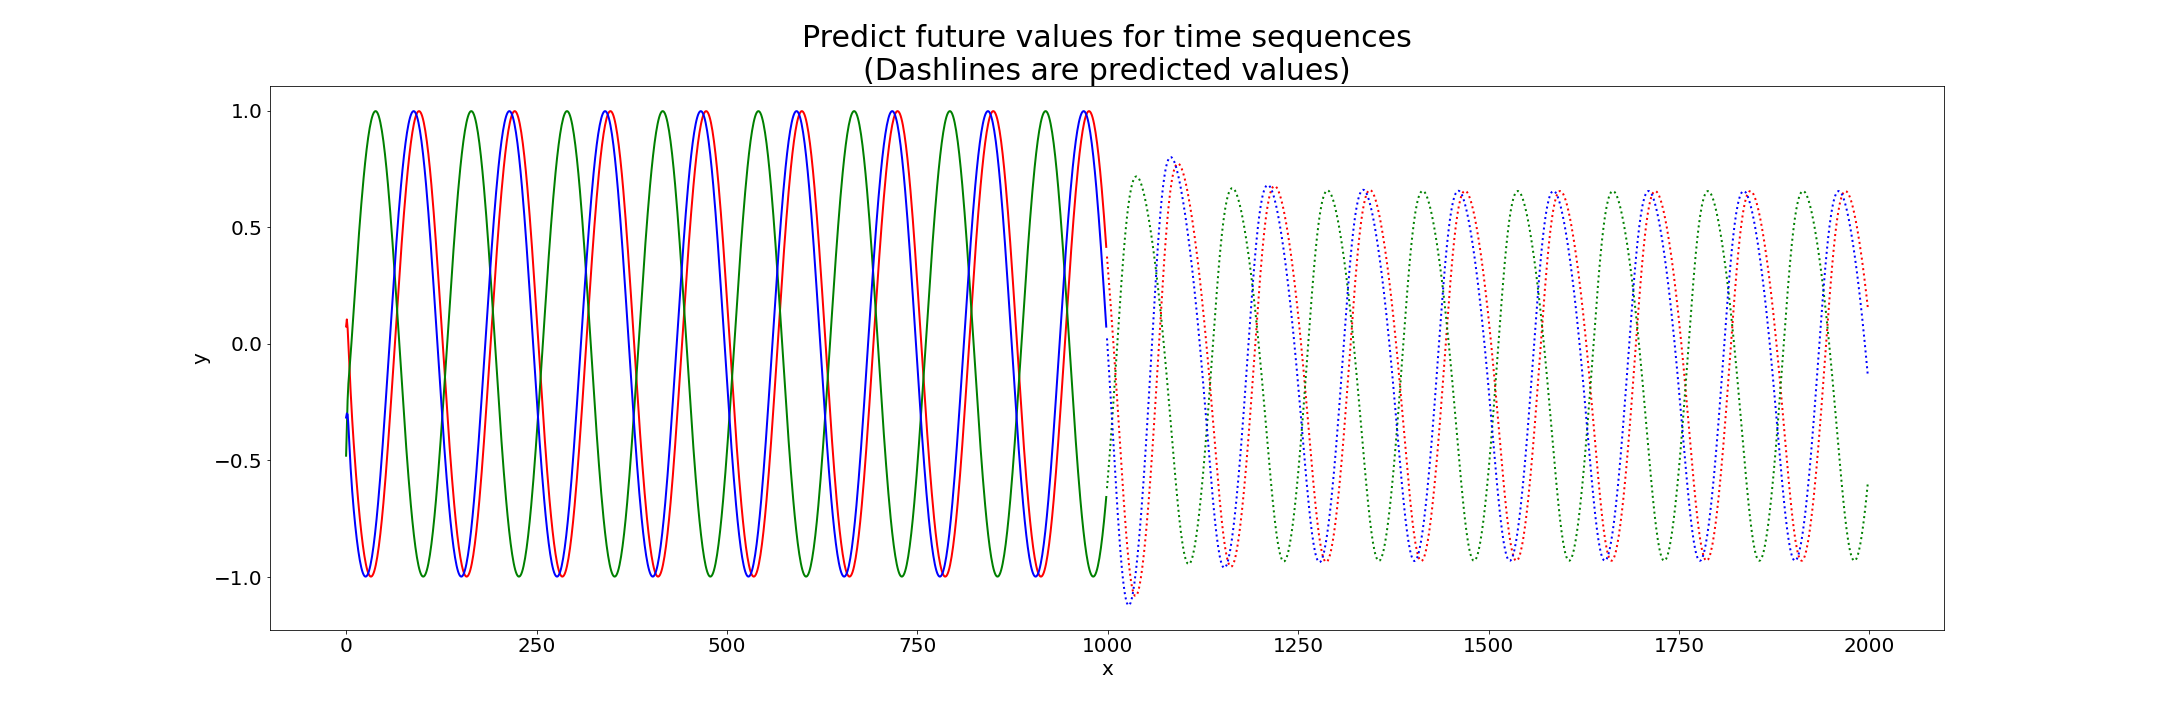 Predict future values for time sequences
(Dashlines are predicted values)
1.0
0.5
0.0
−0.5
−1.0
y
0 250 500 750 1000 1250 1500 1750 2000
x